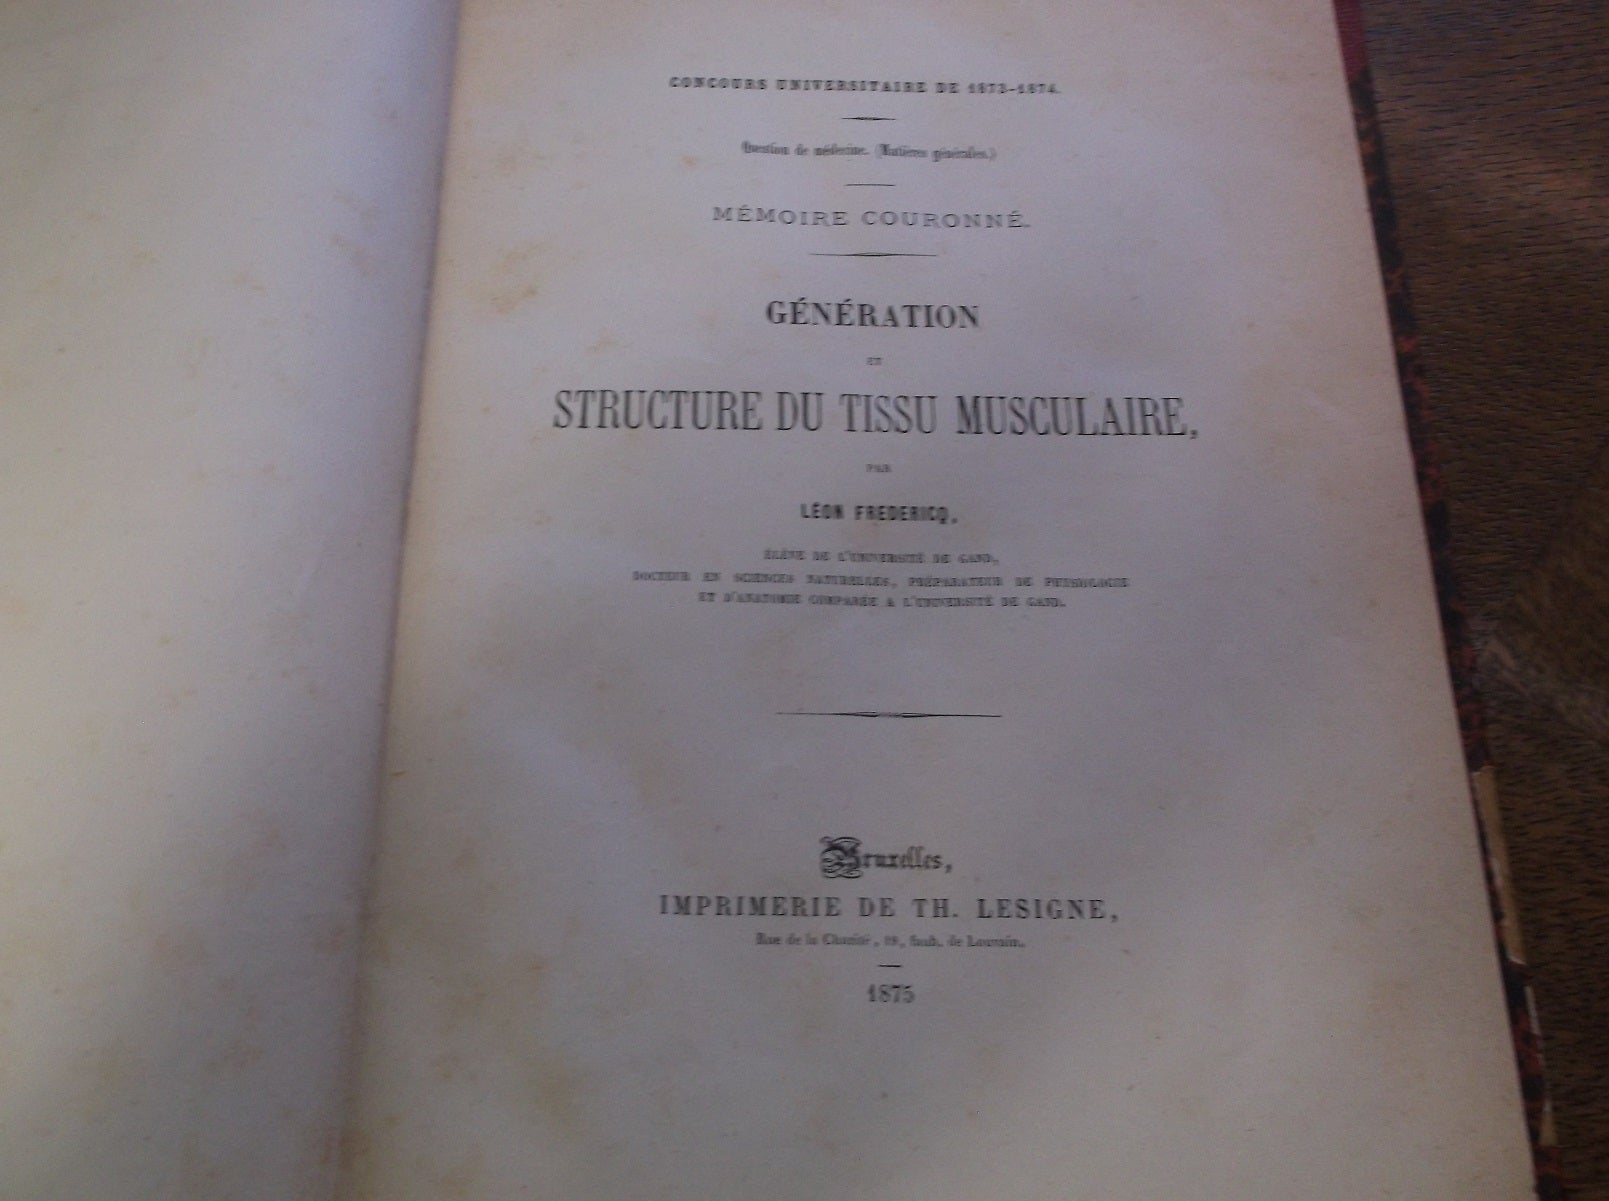 CONCOURS UNIVERSITAIRE DE 1873-1874.
Question de médecine. (Matières générales.)
MÉMOIRE COURONNÉ.
GÉNÉRATION
ET
STRUCTURE DU TISSU MUSCULAIRE,
PAR
LÉON FREDERICQ,
ÉLÈVE DE L'UNIVERSITÉ DE GAND,
DOCTEUR EN SCIENCES NATURELLES, PRÉPARATEUR DE PHYSIOLOGIE
ET D'ANATOMIE COMPARÉE A L'UNIVERSITÉ DE GAND.
Bruxelles,
IMPRIMERIE DE TH. LESIGNE,
Rue de la Charité, faub. de Louvain.
1875